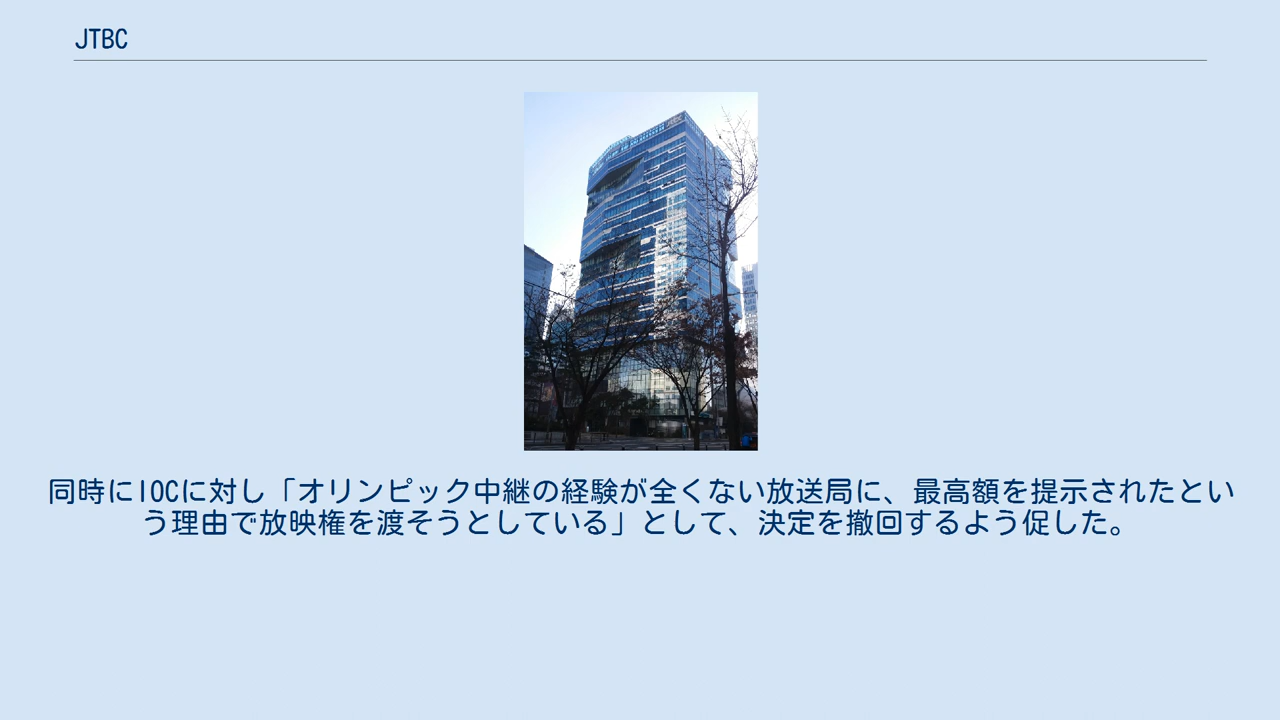 JTBC
同時にIOCに対し「オリンピック中継の経験が全くない放送局に、最高額を提示されたとい
う理由で放映権を渡そうとしている」として、決定を撤回するよう促した。